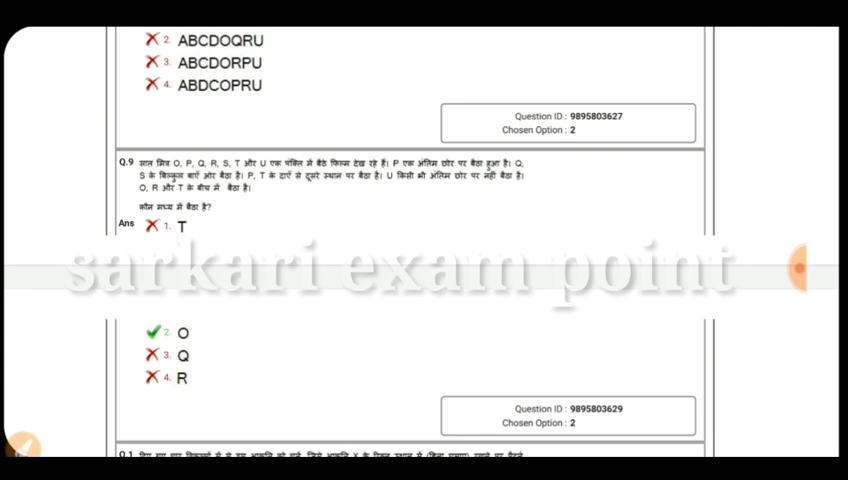 2. ABCDOQRU
3. ABCDORPU
4. ABDCOPRU
Question ID : 9895803627
Chosen Option : 2
Q.9 सात मित्र O, P, Q, R, S, T और U एक पंक्ति में बैठे फिल्म देख रहे हैं। P एक अंतिम छोर पर बैठा हुआ है। Q,
S के बिल्कुल बाएँ ओर बैठा है। P, T के दाएँ से दूसरे स्थान पर बैठा है। U किसी भी अंतिम छोर पर नहीं बैठा है।
O, R और T के बीच में बैठा है।
कौन मध्य में बैठा है?
Ans 1. T
sarkari exam point
2. O
3. Q
4. R
Question ID : 9895803629
Chosen Option : 2
Q.1